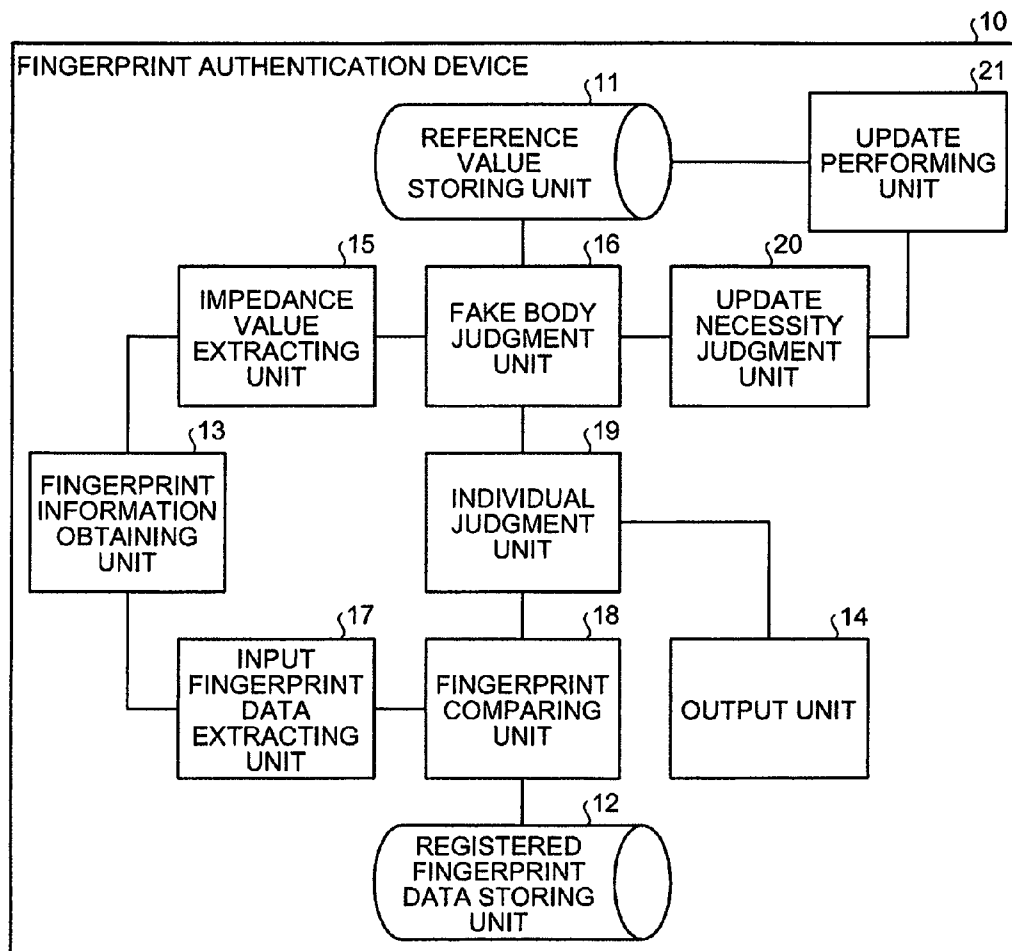 10
FINGERPRINT AUTHENTICATION DEVICE
11
REFERENCE
VALUE
STORING UNIT
21
UPDATE
PERFORMING
UNIT
15
IMPEDANCE
VALUE
EXTRACTING
UNIT
16
FAKE BODY
JUDGMENT
UNIT
20
UPDATE
NECESSITY
JUDGMENT
UNIT
13
FINGERPRINT
INFORMATION
OBTAINING
UNIT
19
INDIVIDUAL
JUDGMENT
UNIT
17
INPUT
FINGERPRINT
DATA
EXTRACTING
UNIT
18
FINGERPRINT
COMPARING
UNIT
14
OUTPUT UNIT
12
REGISTERED
FINGERPRINT
DATA STORING
UNIT